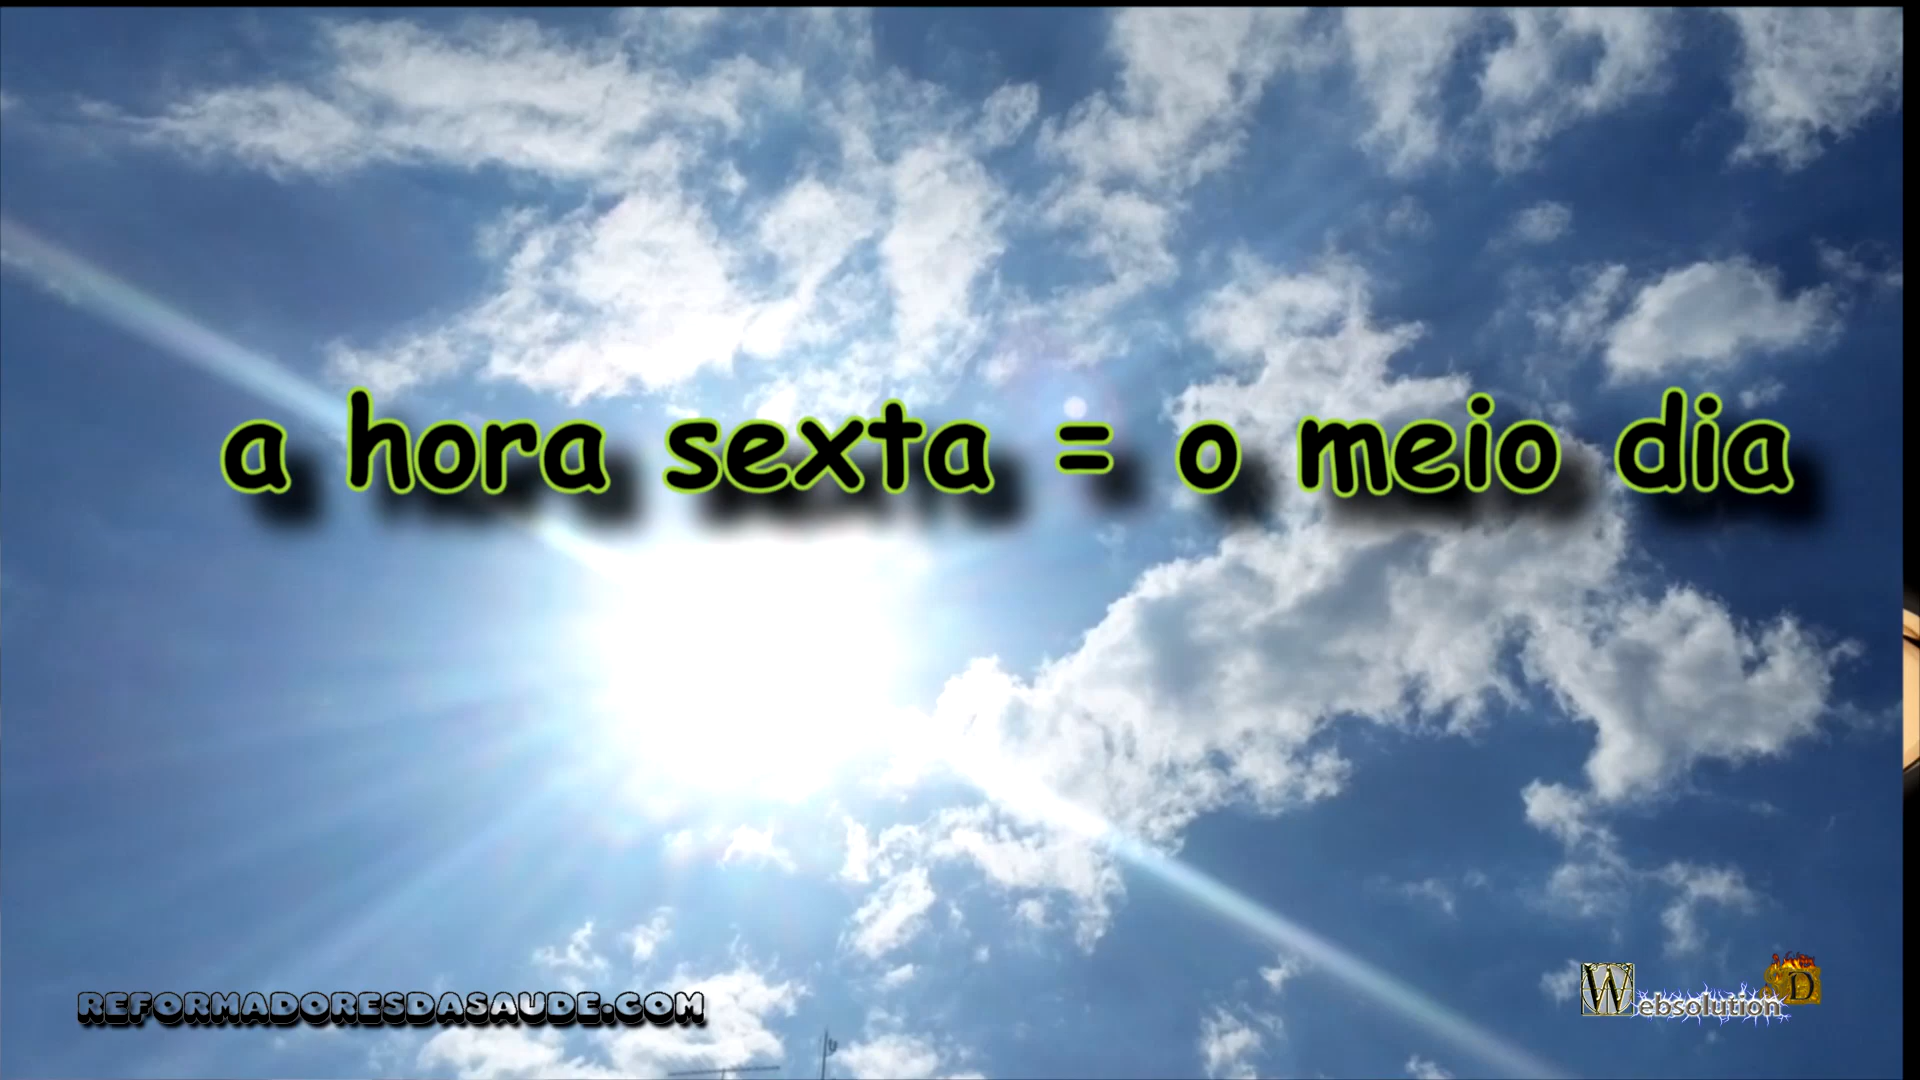 a hora sexta = o meio dia
REFORMADORESDASAUDE.COM
Websolution D